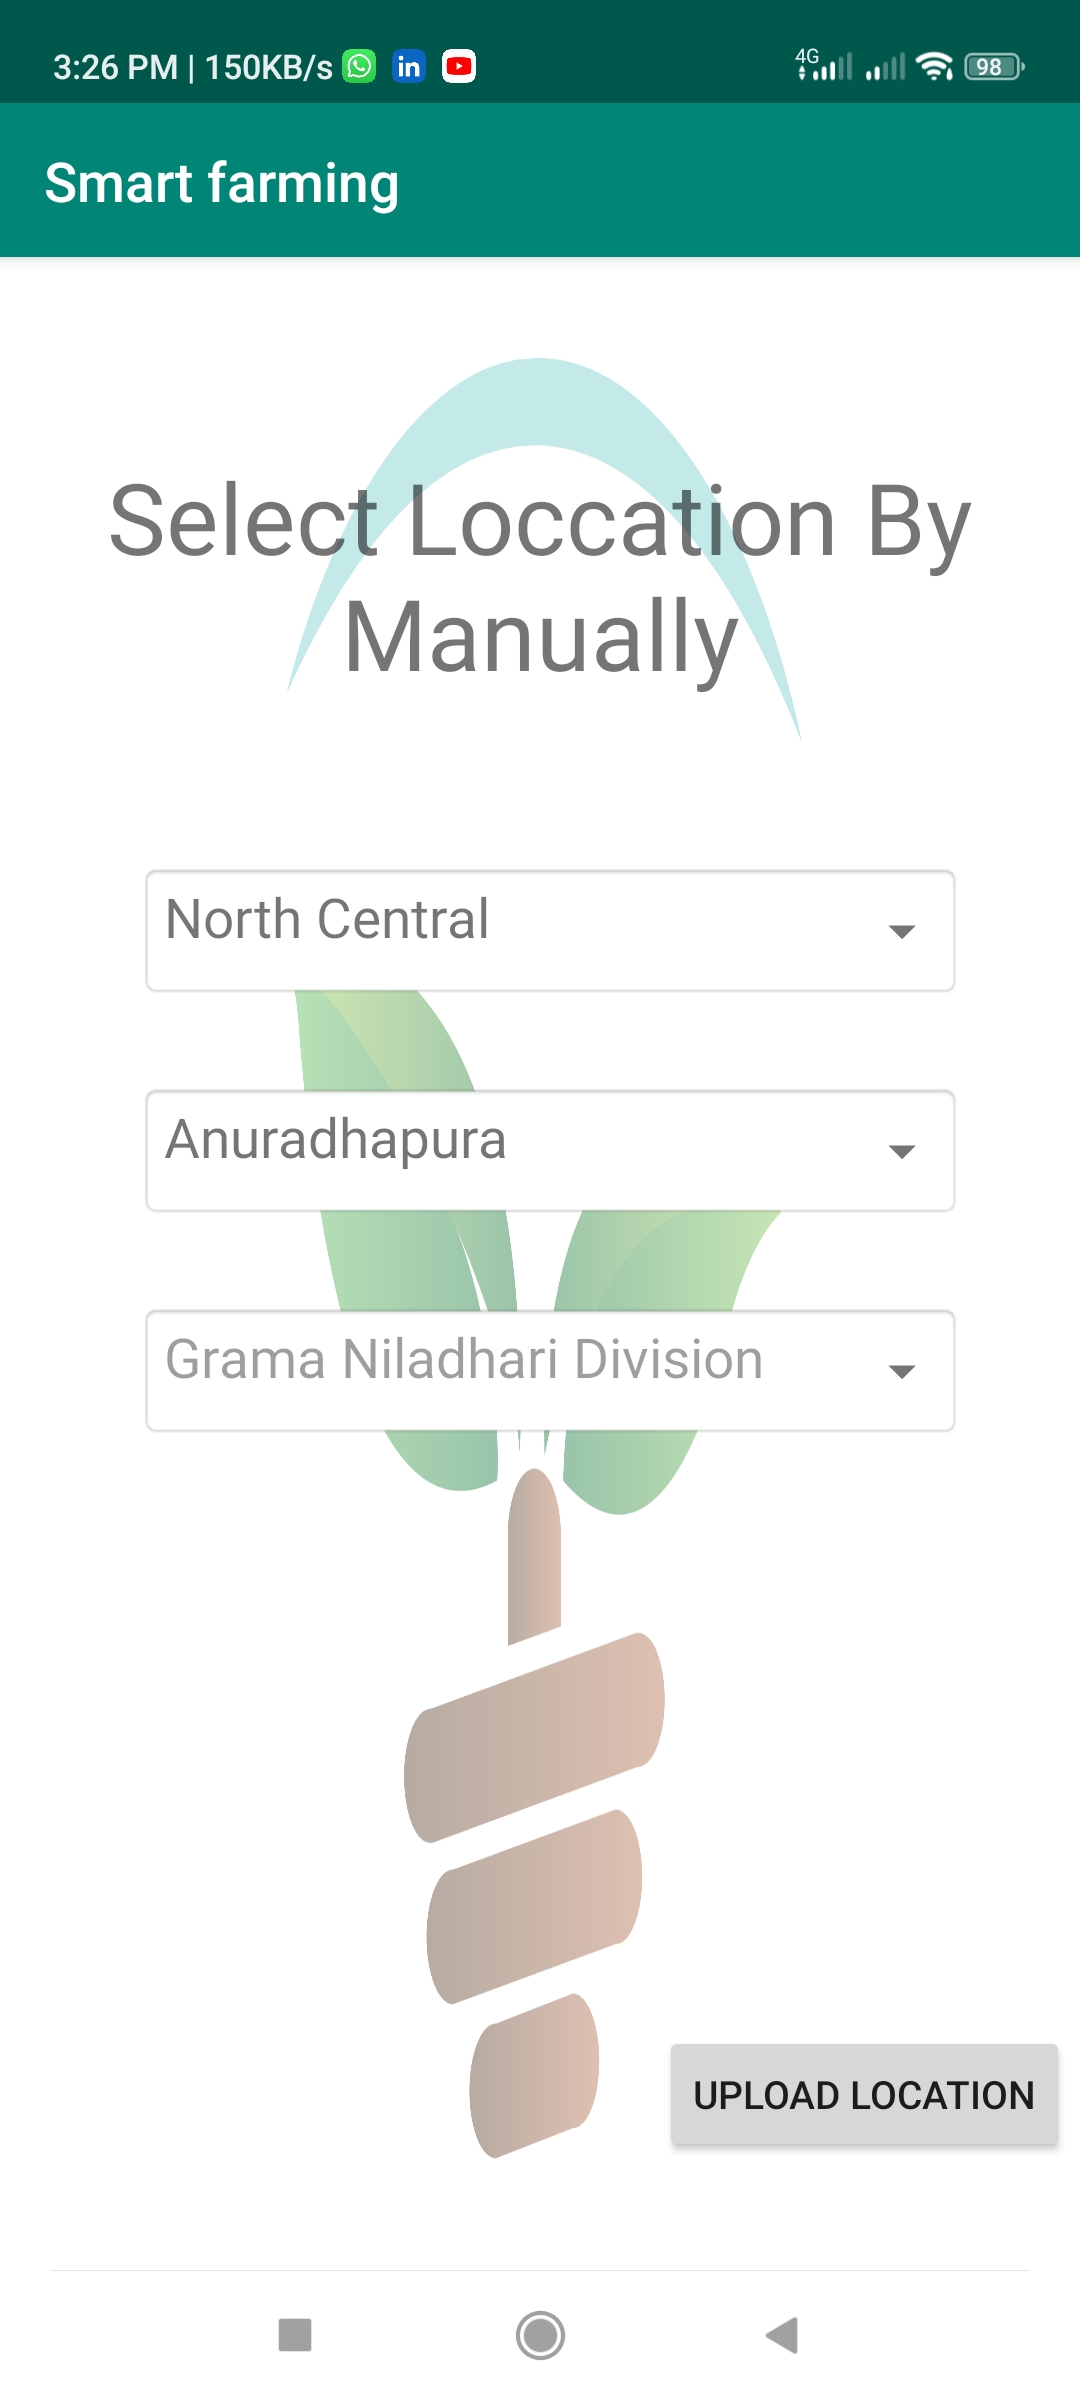 3:26 PM | 150KB/s in 4G 98
Smart farming
Select Loccation By
Manually
North Central
Anuradhapura
Grama Niladhari Division
UPLOAD LOCATION